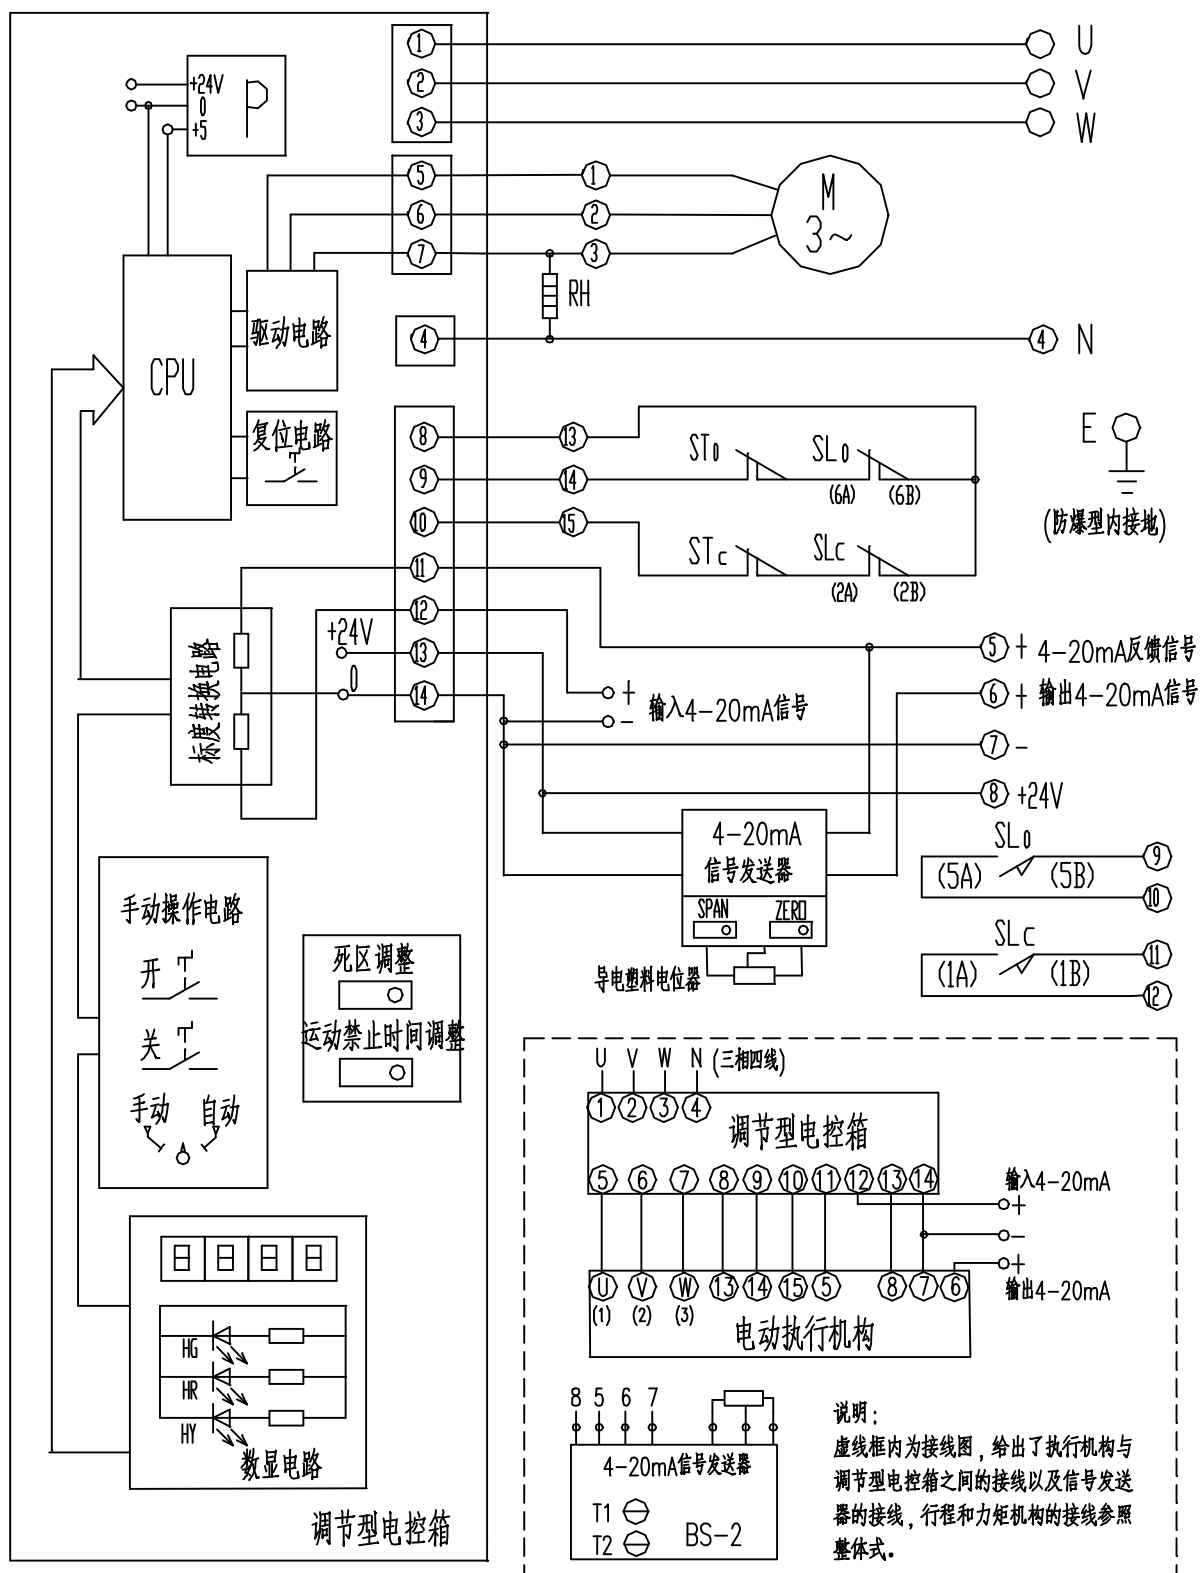 ① U
② V
③ W
+24V
0
+5
P
⑤ ①
⑥ ②
⑦ ③
M
3~
RH
驱动电路
CPU
④ ④ N
复位电路
⑧ ⑬
⑨ ⑭
⑩ ⑮
⑪
⑫
⑬
⑭
ST0 SL0
(6A) (6B)
STc SLc
(2A) (2B)
E
(防爆型内接地)
+24V
0
标度转换电路
+
输入4-20mA信号
-
⑤ + 4-20mA反馈信号
⑥ + 输出4-20mA信号
⑦ -
⑧ +24V
4-20mA
信号发送器
SPAN ZERO
导电塑料电位器
SL0
(5A) (5B)
⑨
⑩
SLc
(1A) (1B)
⑪
⑫
手动操作电路
开
关
手动 自动
死区调整
运动禁止时间调整
HG
HR
HY
数显电路
调节型电控箱
U V W N (三相四线)
① ② ③ ④
调节型电控箱
⑤ ⑥ ⑦ ⑧ ⑨ ⑩ ⑪ ⑫ ⑬ ⑭
输入4-20mA
+
-
+
输出4-20mA
U V W ⑬ ⑭ ⑮ ⑤ ⑧ ⑦ ⑥
(1) (2) (3)
电动执行机构
8 5 6 7
4-20mA信号发送器
T1
T2
BS-2
说明：
虚线框内为接线图，给出了执行机构与
调节型电控箱之间的接线以及信号发送
器的接线，行程和力矩机构的接线参照
整体式。